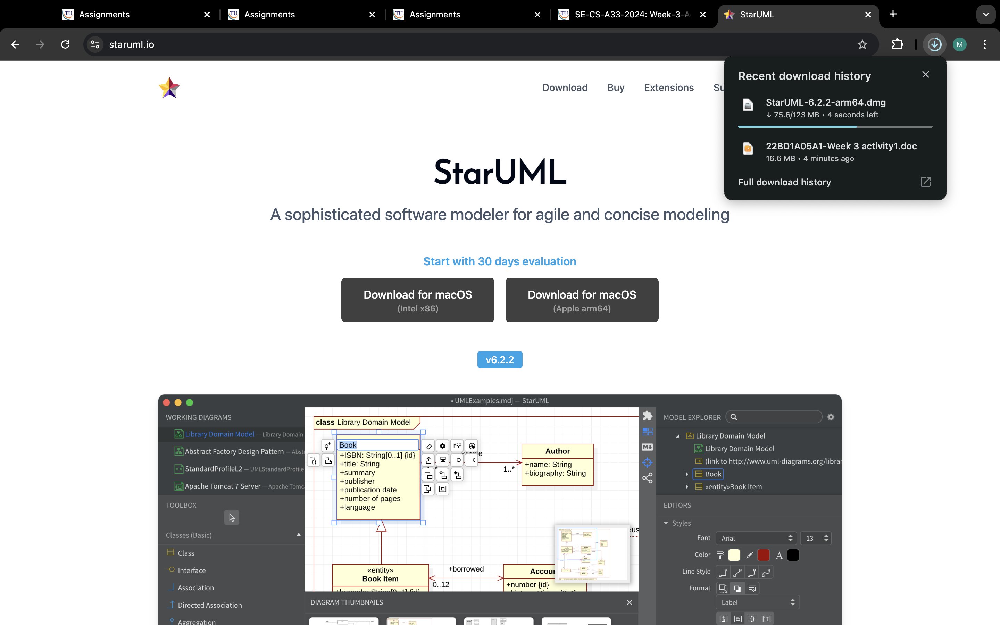 Assignments
Assignments
Assignments
SE-CS-A33-2024: Week-3-A
StarUML
staruml.io
M
Download Buy Extensions Su
Recent download history
StarUML-6.2.2-arm64.dmg
↓ 75.6/123 MB • 4 seconds left
22BD1A05A1-Week 3 activity1.doc
16.6 MB • 4 minutes ago
Full download history
StarUML
A sophisticated software modeler for agile and concise modeling
Start with 30 days evaluation
Download for macOS
(Intel x86)
Download for macOS
(Apple arm64)
v6.2.2
• UMLExamples.mdj — StarUML
WORKING DIAGRAMS
Library Domain Model — Library Domain
Abstract Factory Design Pattern — Abst
StandardProfileL2 — UMLStandardProfile
Apache Tomcat 7 Server — Apache Tomc
TOOLBOX
Classes (Basic)
Class
Interface
Association
Directed Association
Aggregation
class Library Domain Model
Book
+ISBN: String[0..1] {id}
+title: String
+summary
+publisher
+publication date
+number of pages
+language
+wrote
1..*
Author
+name: String
+biography: String
«entity»
Book Item
+barcode: String[0..1] {id}
+borrowed
0..12
Accou
+number {id}
«us
DIAGRAM THUMBNAILS
MODEL EXPLORER
Library Domain Model
Library Domain Model
(link to http://www.uml-diagrams.org/librar
Book
«entity»Book Item
EDITORS
Styles
Font Arial 13
Color A
Line Style
Format
Label